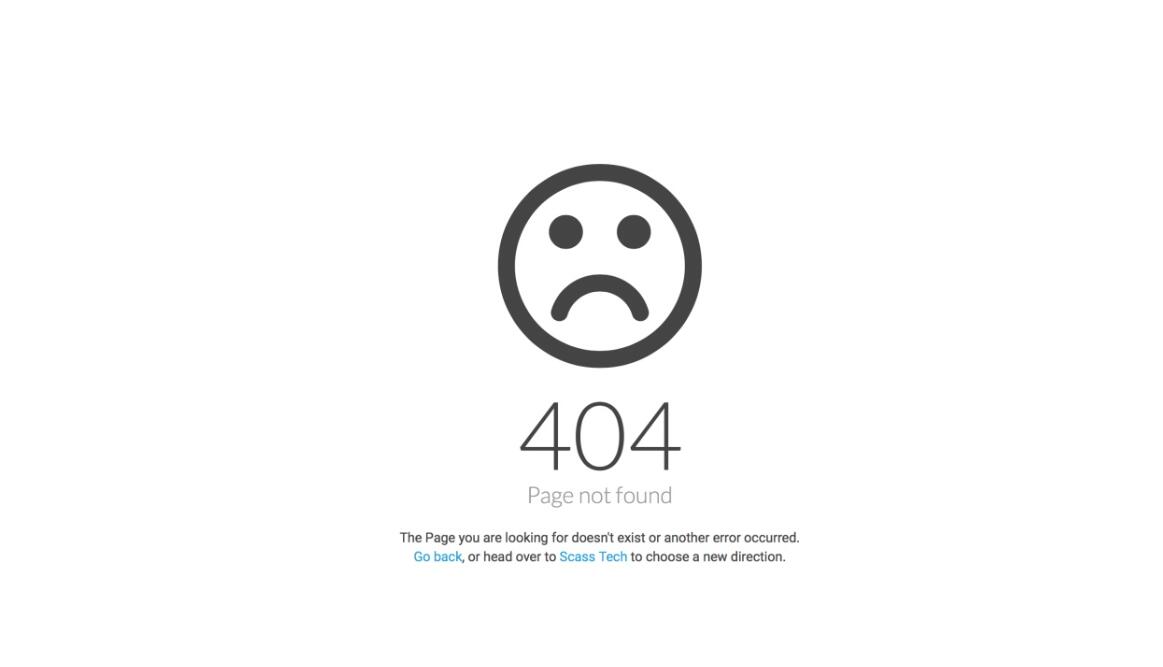 404
Page not found
The Page you are looking for doesn't exist or another error occurred.
Go back, or head over to Scass Tech to choose a new direction.